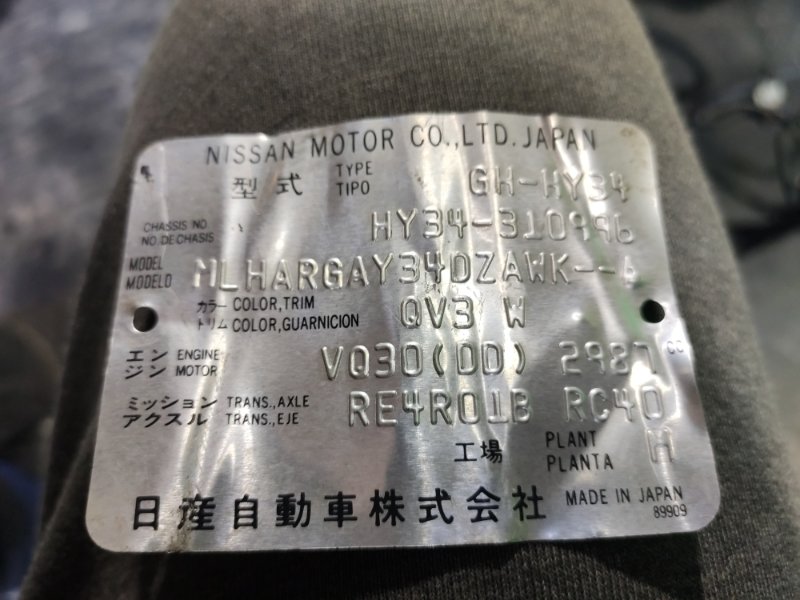 NISSAN MOTOR CO.,LTD. JAPAN
型式 TYPE TIPO GH-HY34
CHASSIS NO NO.DE CHASIS HY34-310996
MODEL MODELO MLHARGAY34DZAWK--A
カラー トリム COLOR,TRIM COLOR,GUARNICION QV3 W
エンジン ENGINE MOTOR VQ30(DD) 2987 cc
ミッション アクスル TRANS.,AXLE TRANS.,EJE RE4R01B RC40
工場 PLANT PLANTA H
日産自動車株式会社 MADE IN JAPAN
89909